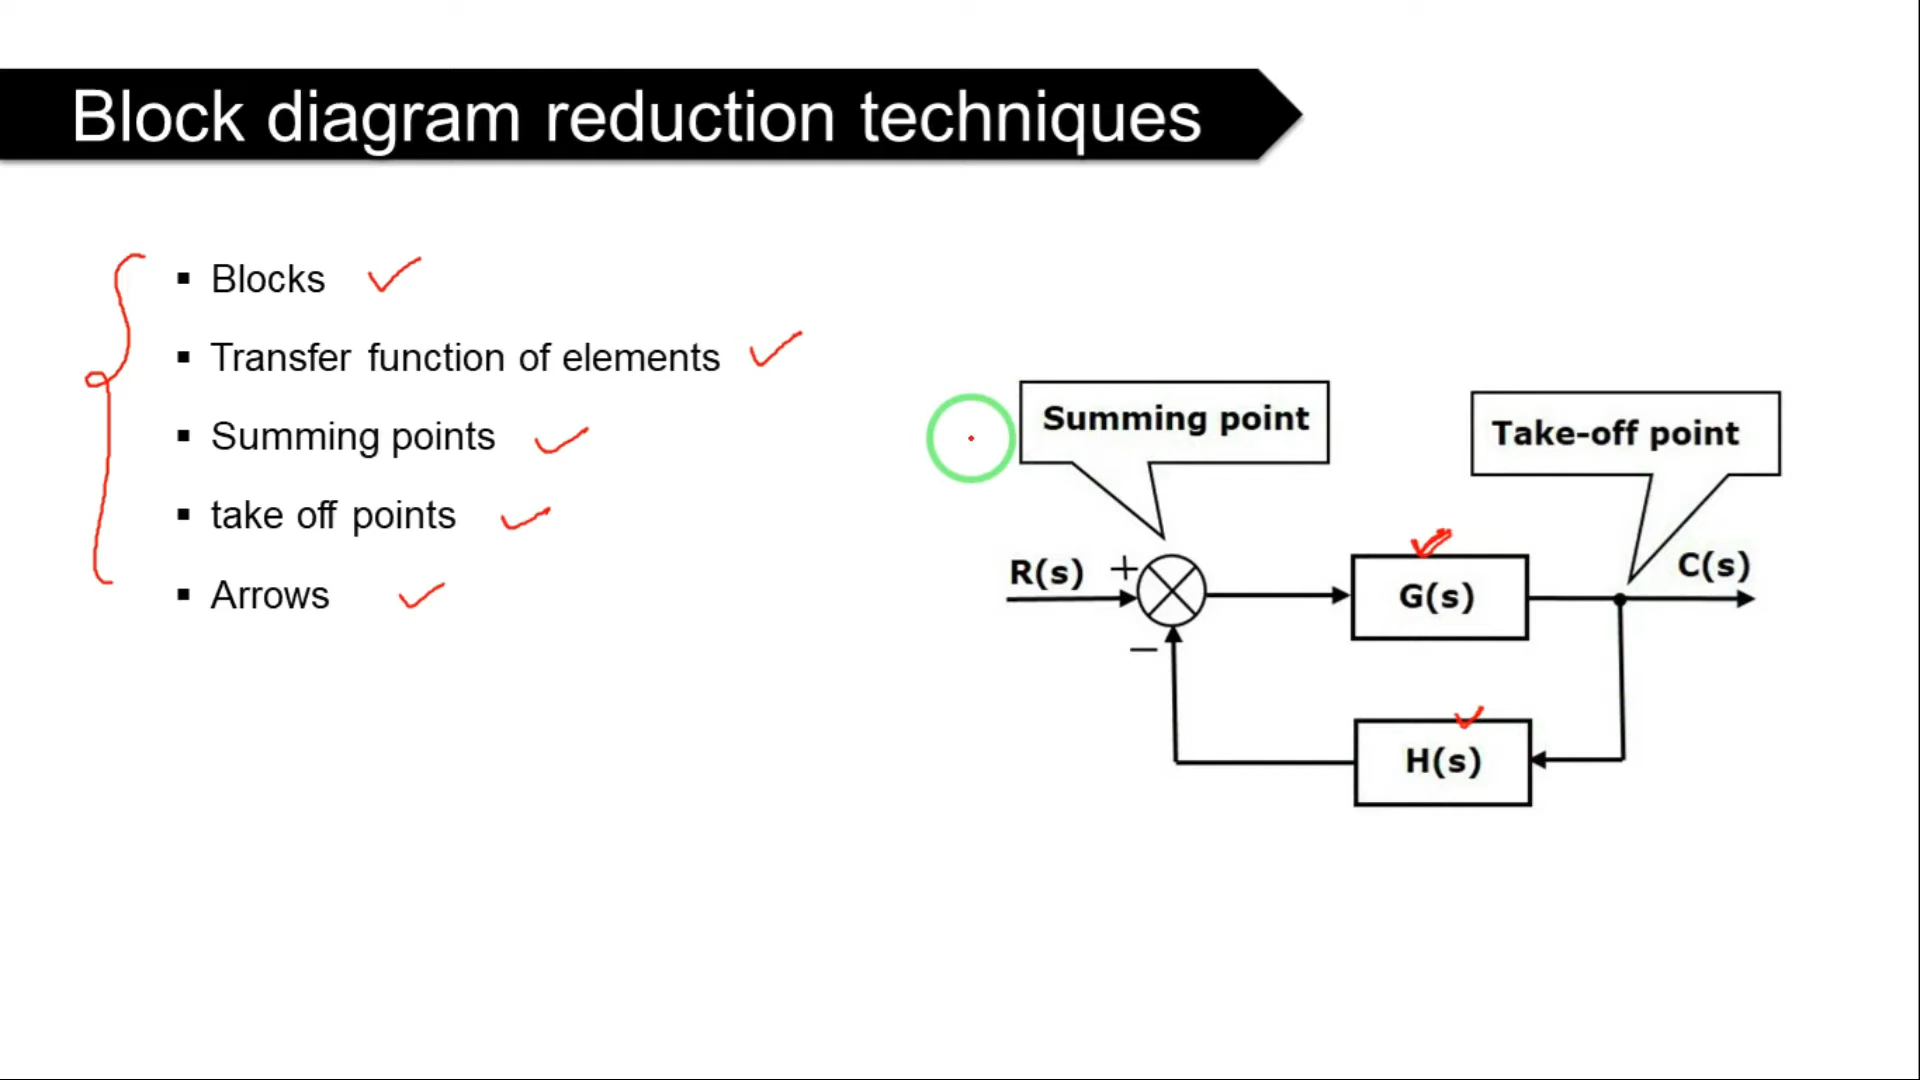 Block diagram reduction techniques
▪ Blocks
▪ Transfer function of elements
▪ Summing points
▪ take off points
▪ Arrows
Summing point
Take-off point
R(s)
+
G(s)
C(s)
−
H(s)